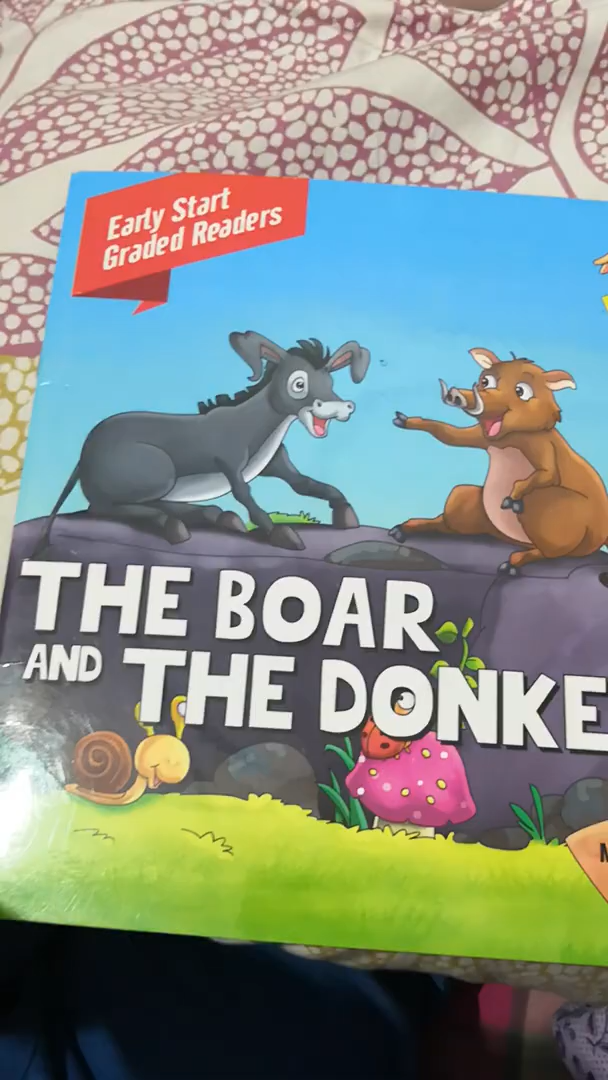 Early Start
Graded Readers
THE BOAR
AND THE DONKE